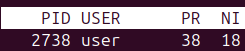 PID USER PR NI
2738 user 38 18